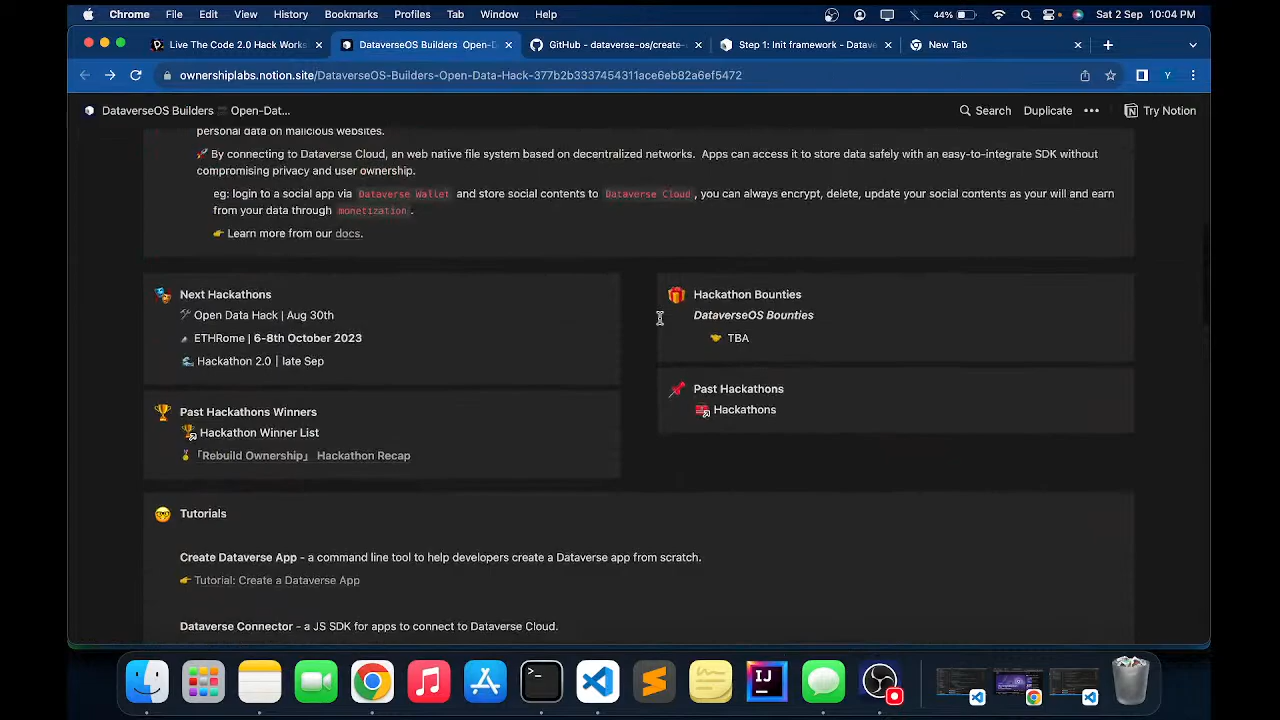 Chrome File Edit View History Bookmarks Profiles Tab Window Help 44% Sat 2 Sep 10:04 PM
Live The Code 2.0 Hack Works DataverseOS Builders Open-D GitHub - dataverse-os/create- Step 1: Init framework - Datav New Tab
ownershiplabs.notion.site/DataverseOS-Builders-Open-Data-Hack-377b2b3337454311ace6eb82a6ef5472 Y
DataverseOS Builders Open-Dat... Search Duplicate Try Notion
personal data on malicious websites.
By connecting to Dataverse Cloud, an web native file system based on decentralized networks. Apps can access it to store data safely with an easy-to-integrate SDK without
compromising privacy and user ownership.
eg: login to a social app via Dataverse Wallet and store social contents to Dataverse Cloud, you can always encrypt, delete, update your social contents as your will and earn
from your data through monetization.
Learn more from our docs.
Next Hackathons
Open Data Hack | Aug 30th
ETHRome | 6-8th October 2023
Hackathon 2.0 | late Sep
Hackathon Bounties
DataverseOS Bounties
TBA
Past Hackathons
Hackathons
Past Hackathons Winners
Hackathon Winner List
「Rebuild Ownership」 Hackathon Recap
Tutorials
Create Dataverse App - a command line tool to help developers create a Dataverse app from scratch.
Tutorial: Create a Dataverse App
Dataverse Connector - a JS SDK for apps to connect to Dataverse Cloud.
IJ